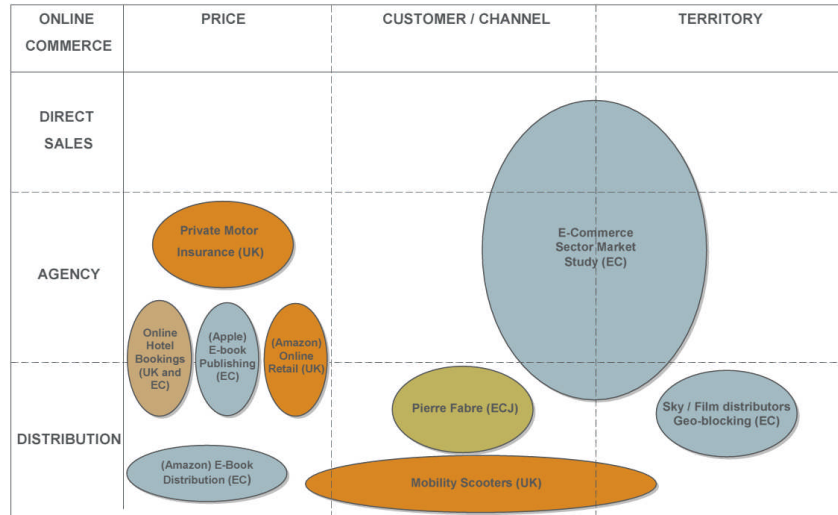 ONLINE
COMMERCE
PRICE
CUSTOMER / CHANNEL
TERRITORY
DIRECT
SALES
AGENCY
DISTRIBUTION
Private Motor
Insurance (UK)
E-Commerce
Sector Market
Study (EC)
Online
Hotel
Bookings
(UK and
EC)
(Apple)
E-book
Publishing
(EC)
(Amazon)
Online
Retail (UK)
Pierre Fabre (ECJ)
Sky / Film distributors
Geo-blocking (EC)
(Amazon) E-Book
Distribution (EC)
Mobility Scooters (UK)